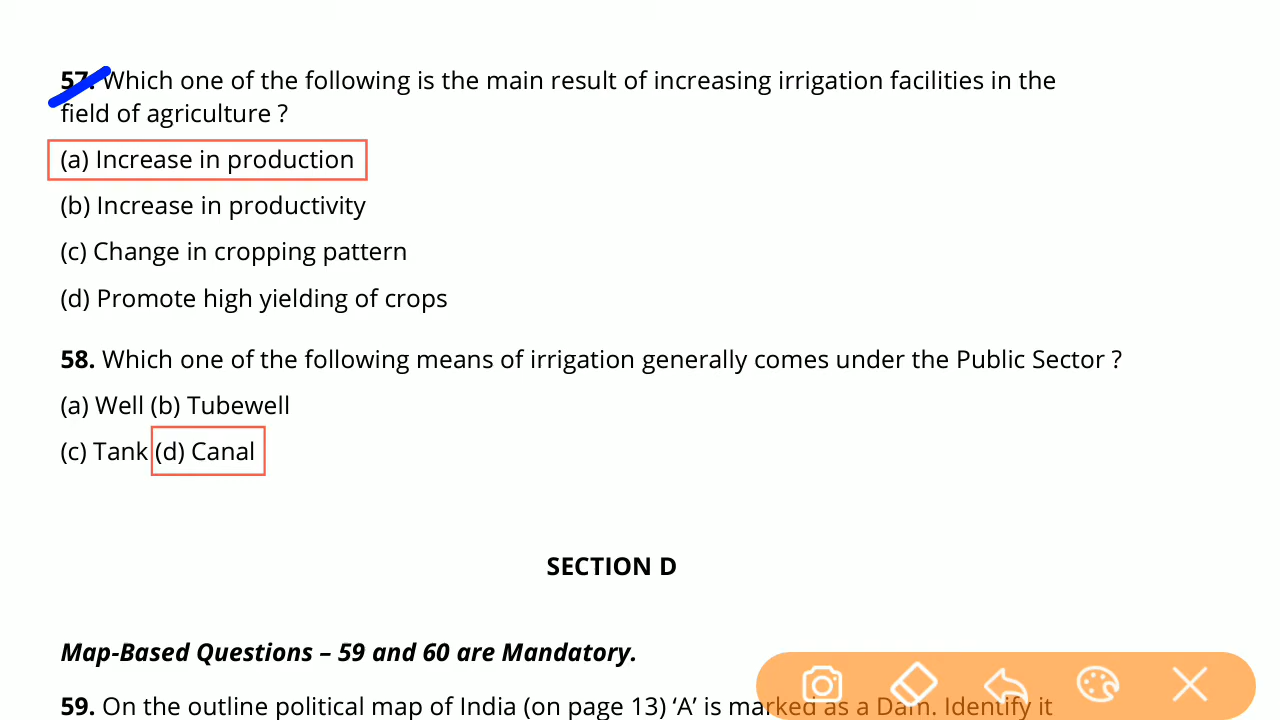 57. Which one of the following is the main result of increasing irrigation facilities in the
field of agriculture ?
(a) Increase in production
(b) Increase in productivity
(c) Change in cropping pattern
(d) Promote high yielding of crops
58. Which one of the following means of irrigation generally comes under the Public Sector ?
(a) Well (b) Tubewell
(c) Tank (d) Canal
SECTION D
Map-Based Questions – 59 and 60 are Mandatory.
59. On the outline political map of India (on page 13) ‘A’ is marked as a Dam. Identify it